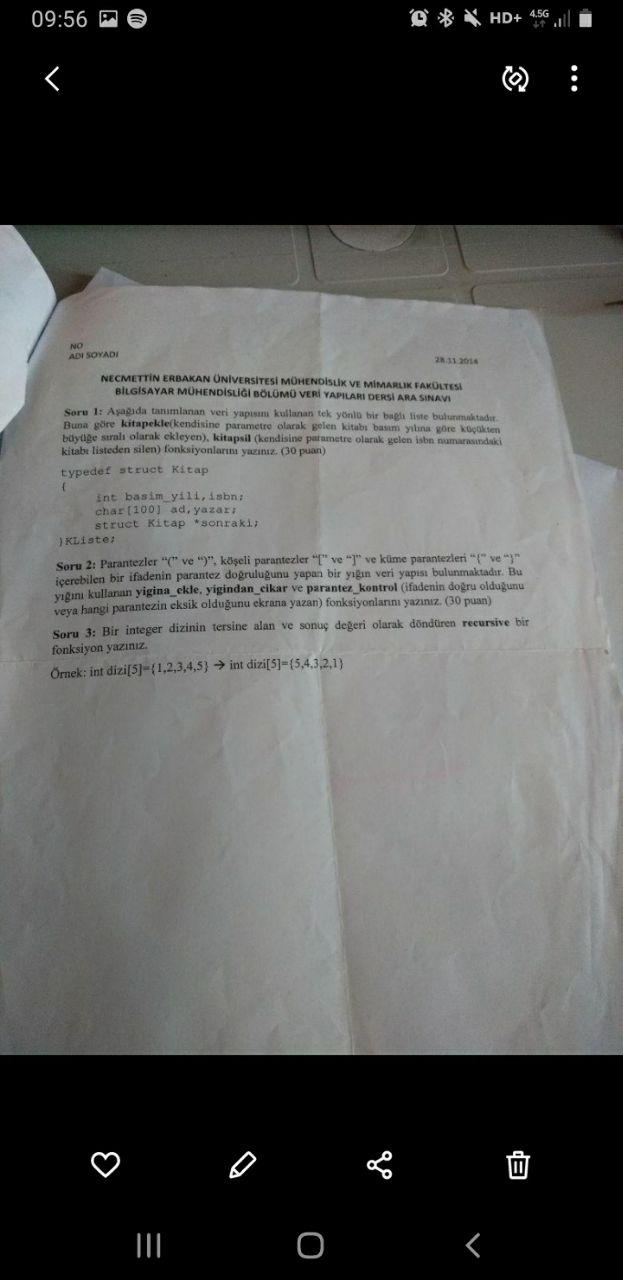 09:56
HD+ 4.5G
NO
ADI SOYADI
28.11.2014
NECMETTİN ERBAKAN ÜNİVERSİTESİ MÜHENDİSLİK VE MİMARLIK FAKÜLTESİ
BİLGİSAYAR MÜHENDİSLİĞİ BÖLÜMÜ VERİ YAPILARI DERSİ ARA SINAVI
Soru 1: Aşağıda tanımlanan veri yapısını kullanan tek yönlü bir bağlı liste bulunmaktadır.
Buna göre kitapekle(kendisine parametre olarak gelen kitabı basım yılına göre küçükten
büyüğe sıralı olarak ekleyen), kitapsil (kendisine parametre olarak gelen isbn numarasındaki
kitabı listeden silen) fonksiyonlarını yazınız. (30 puan)
typedef struct Kitap
{
int basim_yili,isbn;
char[100] ad,yazar;
struct Kitap *sonraki;
}KListe;
Soru 2: Parantezler “(” ve “)”, köşeli parantezler “[” ve “]” ve küme parantezleri “{” ve “}”
içerebilen bir ifadenin parantez doğruluğunu yapan bir yığın veri yapısı bulunmaktadır. Bu
yığını kullanan yigina_ekle, yigindan_cikar ve parantez_kontrol (ifadenin doğru olduğunu
veya hangi parantezin eksik olduğunu ekrana yazan) fonksiyonlarını yazınız. (30 puan)
Soru 3: Bir integer dizinin tersine alan ve sonuç değeri olarak döndüren recursive bir
fonksiyon yazınız.
Örnek: int dizi[5]={1,2,3,4,5} → int dizi[5]={5,4,3,2,1}